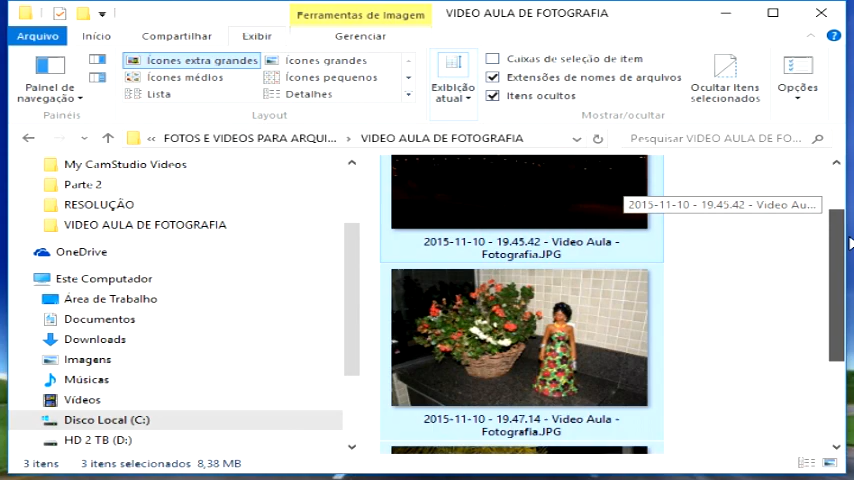 Ferramentas de Imagem
VIDEO AULA DE FOTOGRAFIA
Arquivo
Início
Compartilhar
Exibir
Gerenciar
Painel de navegação
Ícones extra grandes
Ícones grandes
Ícones médios
Ícones pequenos
Lista
Detalhes
Exibição atual
Caixas de seleção de item
Extensões de nomes de arquivos
Itens ocultos
Ocultar itens selecionados
Opções
Painéis
Layout
Mostrar/ocultar
FOTOS E VIDEOS PARA ARQUI...
VIDEO AULA DE FOTOGRAFIA
Pesquisar VIDEO AULA DE FO...
My CamStudio Videos
Parte 2
RESOLUÇÃO
VIDEO AULA DE FOTOGRAFIA
OneDrive
Este Computador
Área de Trabalho
Documentos
Downloads
Imagens
Músicas
Vídeos
Disco Local (C:)
HD 2 TB (D:)
2015-11-10 - 19.45.42 - Video Au...
2015-11-10 - 19.45.42 - Video Aula -
Fotografia.JPG
2015-11-10 - 19.47.14 - Video Aula -
Fotografia.JPG
3 itens
3 itens selecionados 8,38 MB